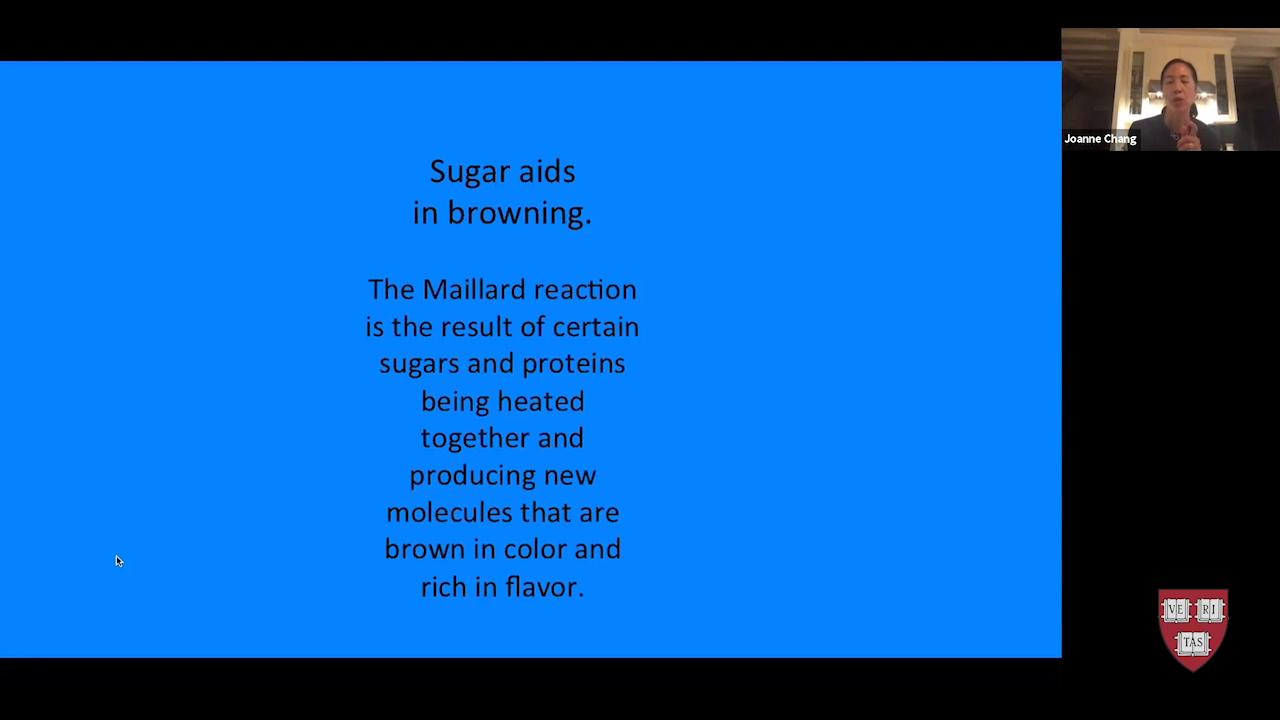 Sugar aids
in browning.
The Maillard reaction
is the result of certain
sugars and proteins
being heated
together and
producing new
molecules that are
brown in color and
rich in flavor.
Joanne Chang
VE RI
TAS